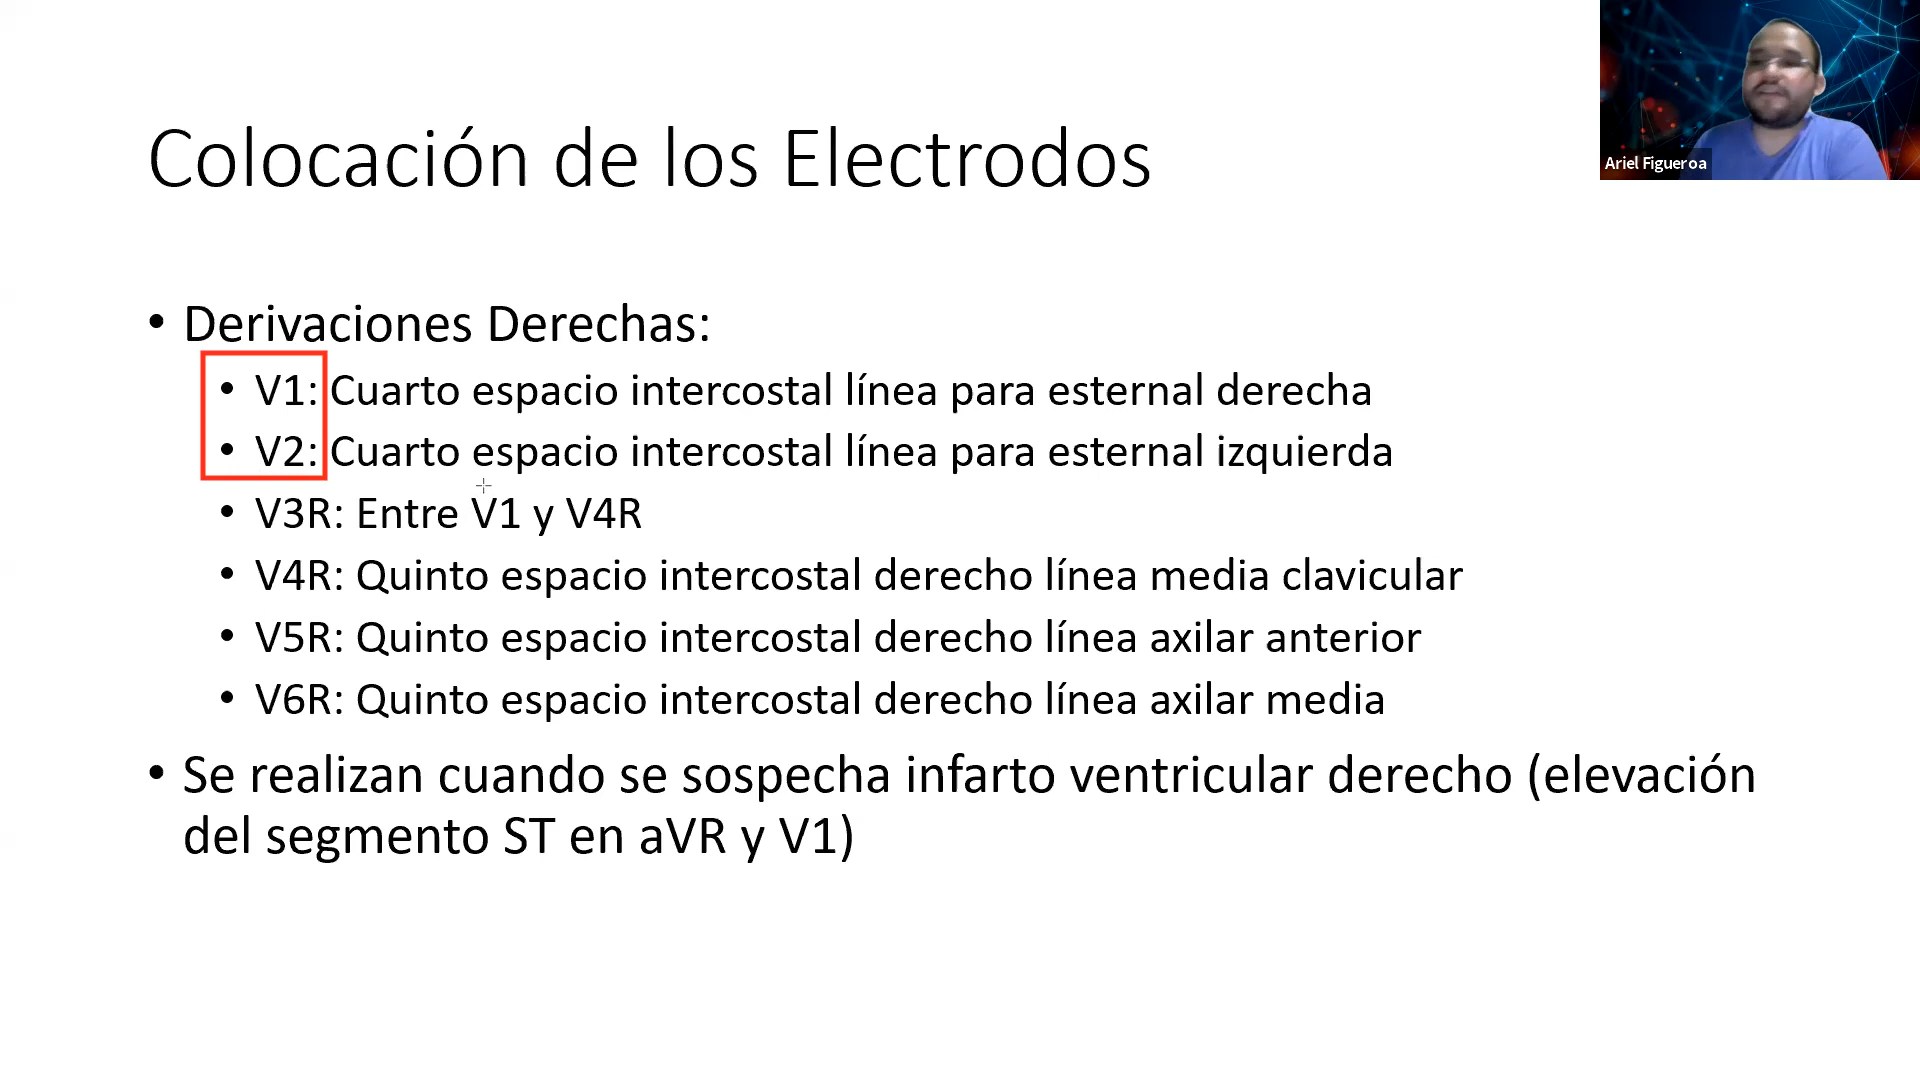 Colocación de los Electrodos
Ariel Figueroa
• Derivaciones Derechas:
• V1: Cuarto espacio intercostal línea para esternal derecha
• V2: Cuarto espacio intercostal línea para esternal izquierda
• V3R: Entre V1 y V4R
• V4R: Quinto espacio intercostal derecho línea media clavicular
• V5R: Quinto espacio intercostal derecho línea axilar anterior
• V6R: Quinto espacio intercostal derecho línea axilar media
• Se realizan cuando se sospecha infarto ventricular derecho (elevación
del segmento ST en aVR y V1)